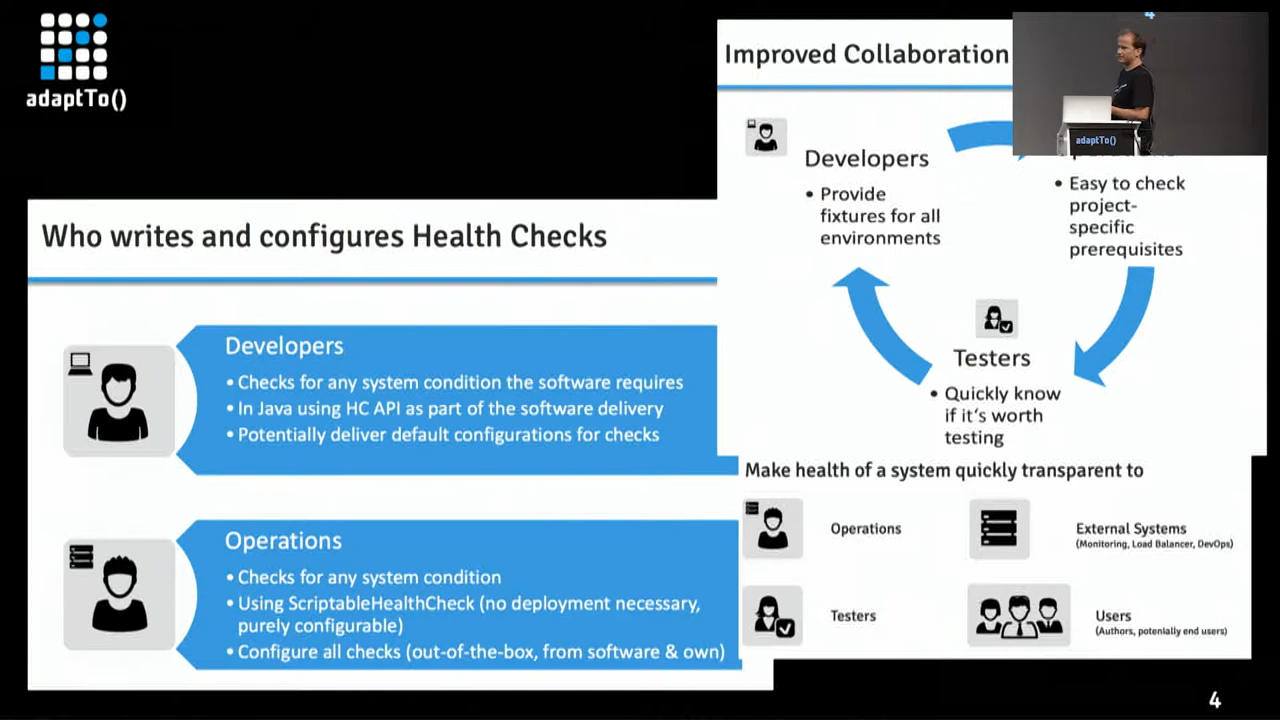 adaptTo()
Who writes and configures Health Checks
Developers
• Checks for any system condition the software requires
• In Java using HC API as part of the software delivery
• Potentially deliver default configurations for checks
Operations
• Checks for any system condition
• Using ScriptableHealthCheck (no deployment necessary,
purely configurable)
• Configure all checks (out-of-the-box, from software & own)
Improved Collaboration
Developers
• Provide
fixtures for all
environments
• Easy to check
project-
specific
prerequisites
Testers
• Quickly know
if it's worth
testing
4
adaptTo()
Make health of a system quickly transparent to
Operations
External Systems
(Monitoring, Load Balancer, DevOps)
Testers
Users
(Authors, potenially end users)
4